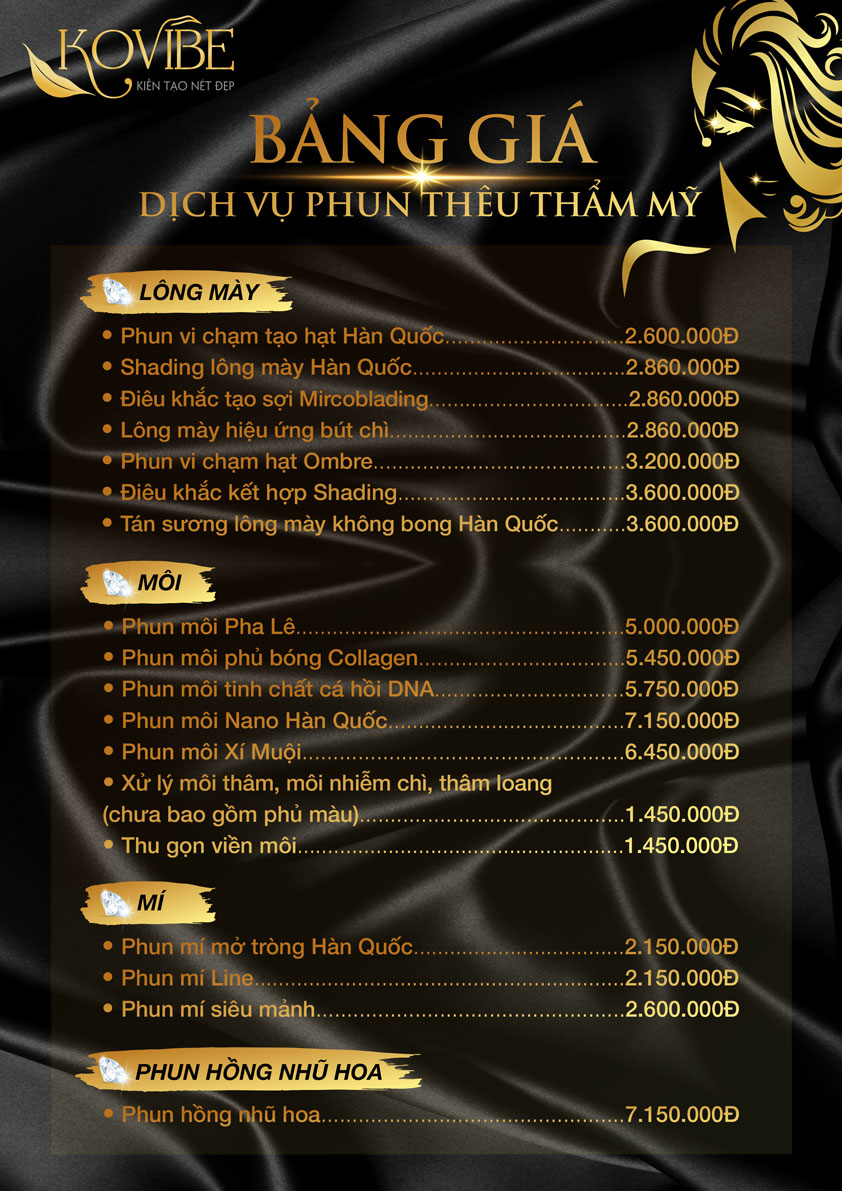 KOVIBE
KIẾN TẠO NÉT ĐẸP
BẢNG GIÁ
DỊCH VỤ PHUN THÊU THẨM MỸ
LÔNG MÀY
• Phun vi chạm tạo hạt Hàn Quốc..............................2.600.000Đ
• Shading lông mày Hàn Quốc...................................2.860.000Đ
• Điêu khắc tạo sợi Mircoblading.................................2.860.000Đ
• Lông mày hiệu ứng bút chì.......................................2.860.000Đ
• Phun vi chạm hạt Ombre.........................................3.200.000Đ
• Điêu khắc kết hợp Shading.....................................3.600.000Đ
• Tán sương lông mày không bong Hàn Quốc...........3.600.000Đ
MÔI
• Phun môi Pha Lê......................................................5.000.000Đ
• Phun môi phủ bóng Collagen..................................5.450.000Đ
• Phun môi tinh chất cá hồi DNA...............................5.750.000Đ
• Phun môi Nano Hàn Quốc.......................................7.150.000Đ
• Phun môi Xí Muội.....................................................6.450.000Đ
• Xử lý môi thâm, môi nhiễm chì, thâm loang
(chưa bao gồm phủ màu)............................................1.450.000Đ
• Thu gọn viền môi......................................................1.450.000Đ
MÍ
• Phun mí mở tròng Hàn Quốc...................................2.150.000Đ
• Phun mí Line.............................................................2.150.000Đ
• Phun mí siêu mảnh...................................................2.600.000Đ
PHUN HỒNG NHŨ HOA
• Phun hồng nhũ hoa..................................................7.150.000Đ